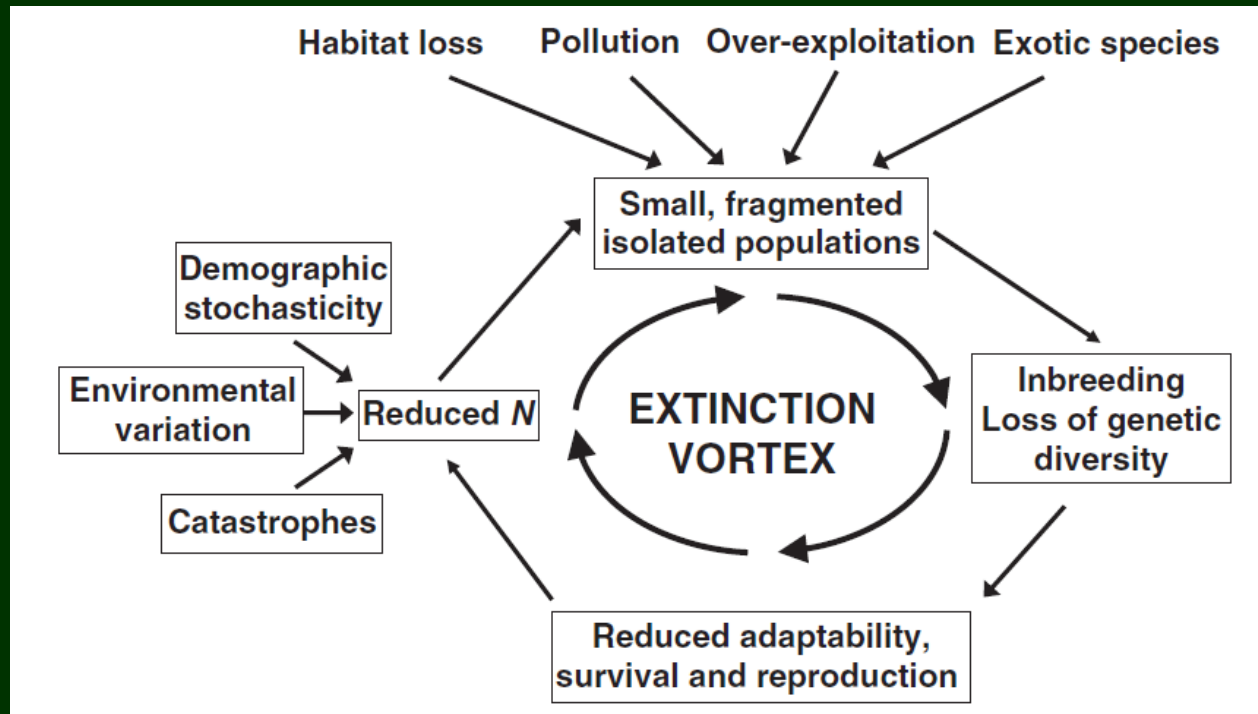 Habitat loss Pollution Over-exploitation Exotic species
Small, fragmented
isolated populations
Demographic
stochasticity
Environmental
variation
Reduced N
Catastrophes
EXTINCTION
VORTEX
Inbreeding
Loss of genetic
diversity
Reduced adaptability,
survival and reproduction